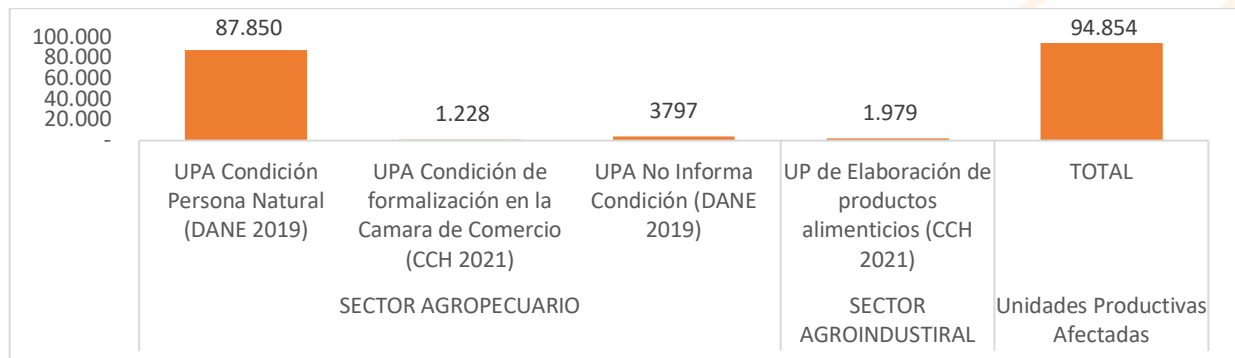 100.000
80.000
60.000
40.000
20.000
-
87.850
1.228
3797
1.979
94.854
UPA Condición
Persona Natural
(DANE 2019)
UPA Condición de
formalización en la
Camara de Comercio
(CCH 2021)
UPA No Informa
Condición (DANE
2019)
UP de Elaboración de
productos
alimenticios (CCH
2021)
TOTAL
SECTOR AGROPECUARIO
SECTOR
AGROINDUSTIRAL
Unidades Productivas
Afectadas